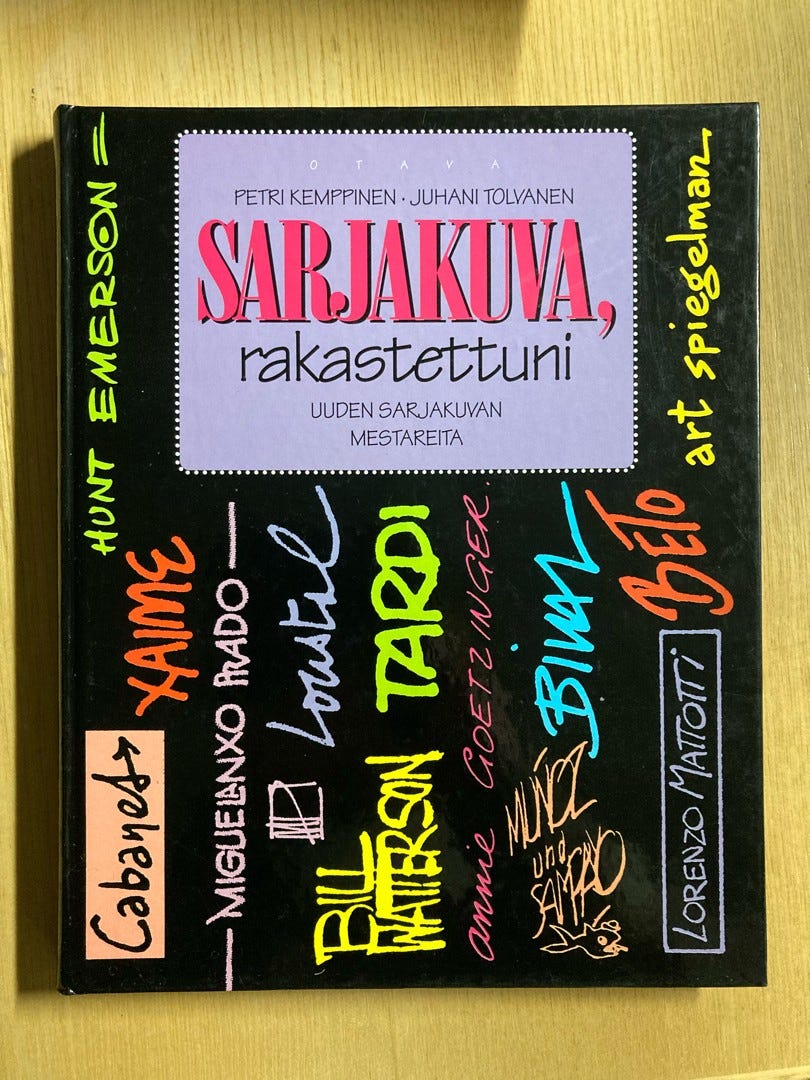 OTAVA
PETRI KEMPPINEN · JUHANI TOLVANEN
SARJAKUVA,
rakastettuni
UUDEN SARJAKUVAN
MESTAREITA
HUNT EMERSON =
art spiegelman
XAIME
MIGUELANXO PRADO
Loustal
TARDI
annie GOETZINGER.
BILAL
BETO
Cabanes
BILL
WATTERSON
MUÑOZ
und
SAMPAYO
LORENZO MATTOTTI